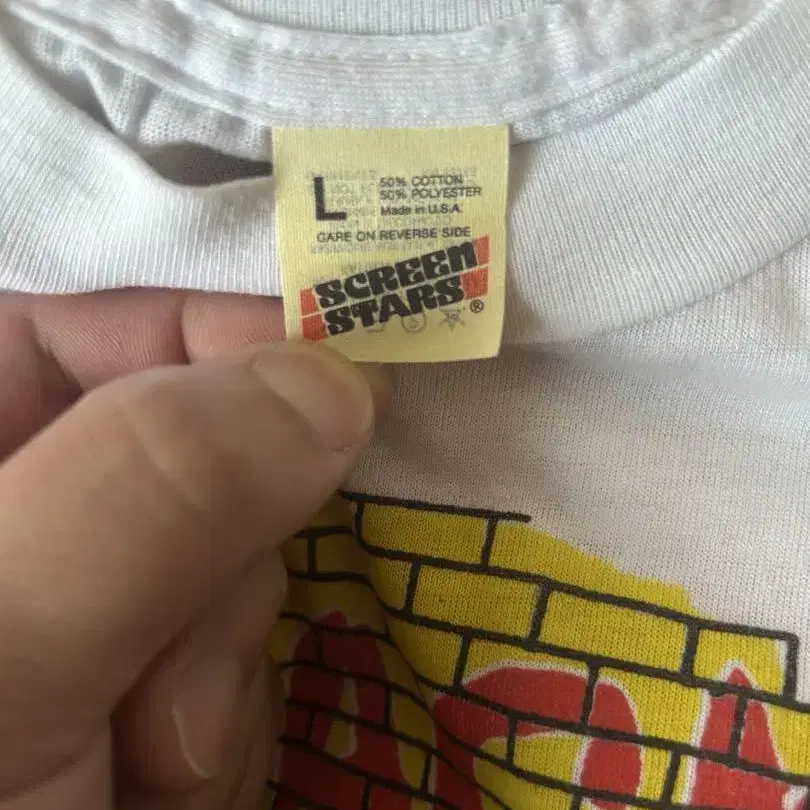 L
50% COTTON
50% POLYESTER
Made in U.S.A.
CARE ON REVERSE SIDE
SCREEN
STARS®